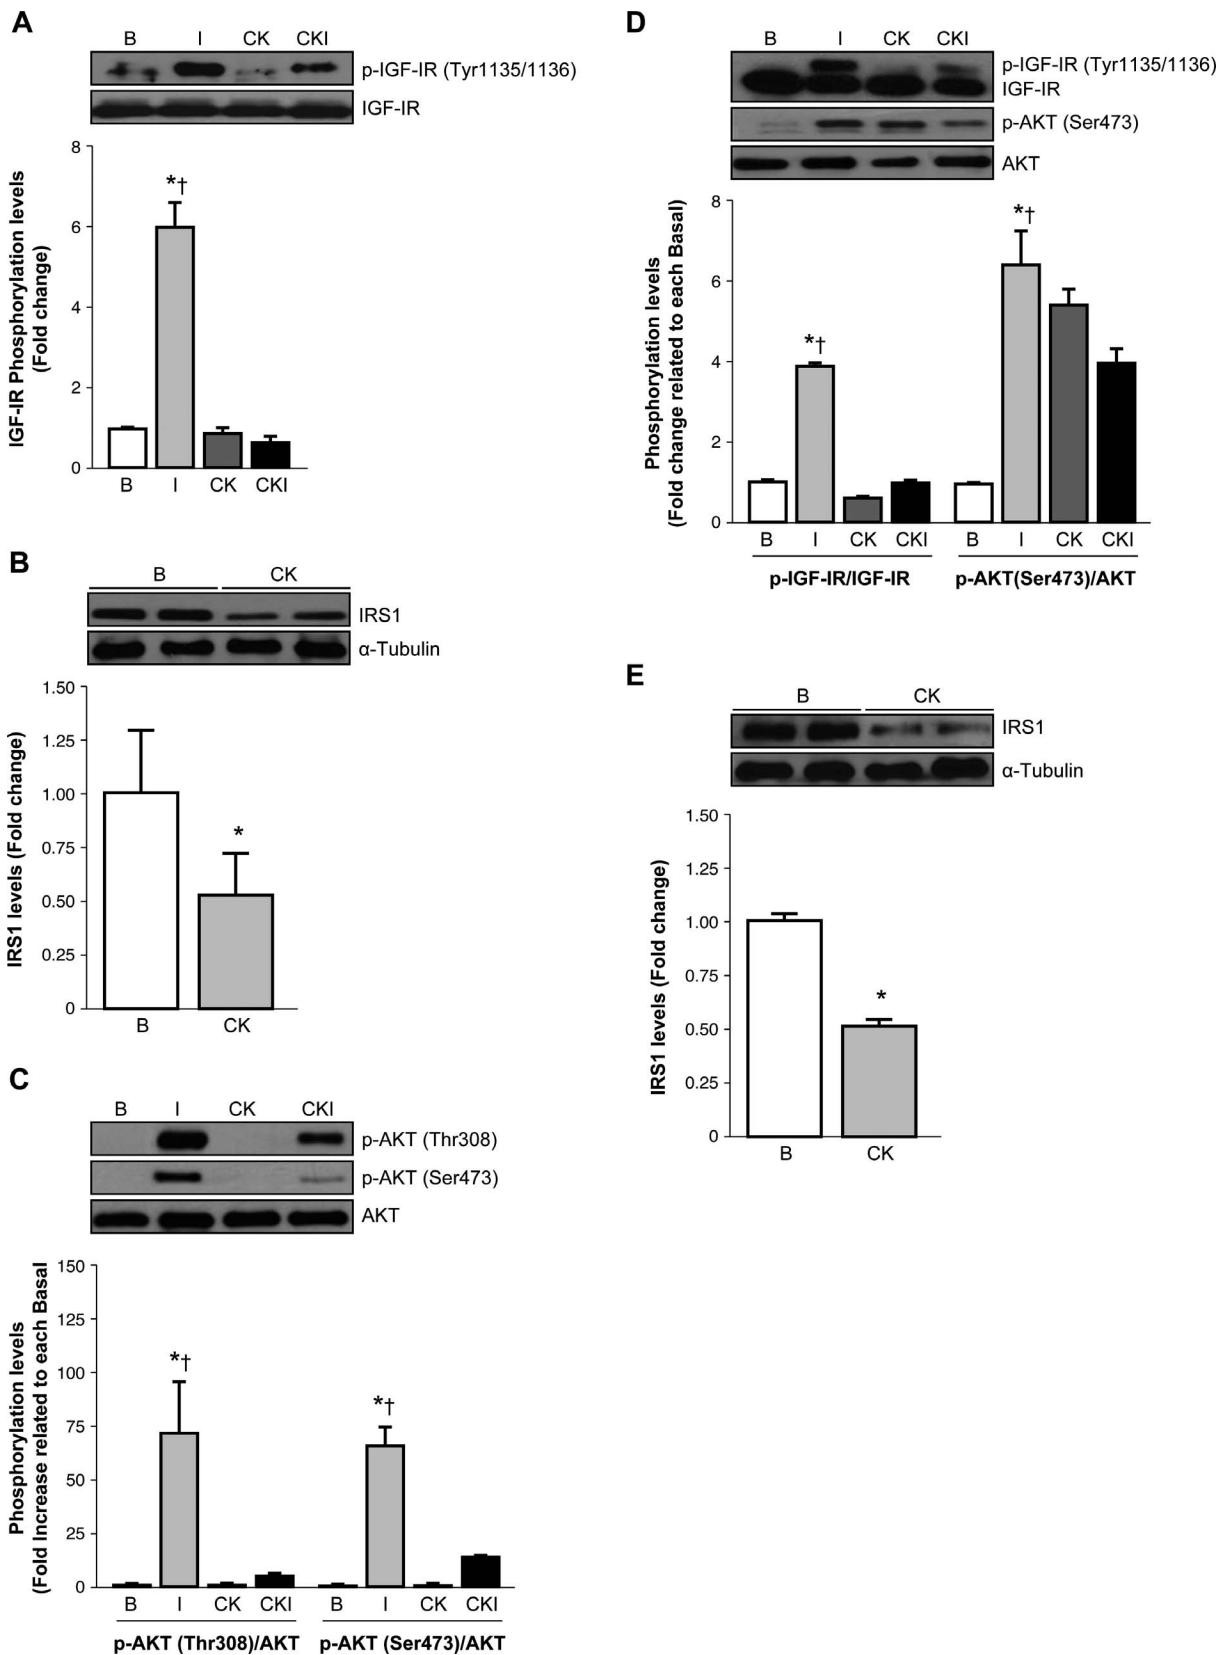 A
B I CK CKI
p-IGF-IR (Tyr1135/1136)
IGF-IR
IGF-IR Phosphorylation levels
(Fold change)
8
6
4
2
0
B I CK CKI
B
B CK
IRS1
α-Tubulin
IRS1 levels (Fold change)
1.50
1.25
1.00
0.75
0.50
0.25
0
*†
*
B CK
C
B I CK CKI
p-AKT (Thr308)
p-AKT (Ser473)
AKT
Phosphorylation levels
(Fold Increase related to each Basal
150
125
100
75
50
25
0
*†
*†
B I CK CKI B I CK CKI
p-AKT (Thr308)/AKT p-AKT (Ser473)/AKT
D
B I CK CKI
p-IGF-IR (Tyr1135/1136)
IGF-IR
p-AKT (Ser473)
AKT
Phosphorylation levels
(Fold change related to each Basal)
8
6
4
2
0
*†
*†
B I CK CKI B I CK CKI
p-IGF-IR/IGF-IR p-AKT(Ser473)/AKT
E
B CK
IRS1
α-Tubulin
IRS1 levels (Fold change)
1.50
1.25
1.00
0.75
0.50
0.25
0
*
B CK